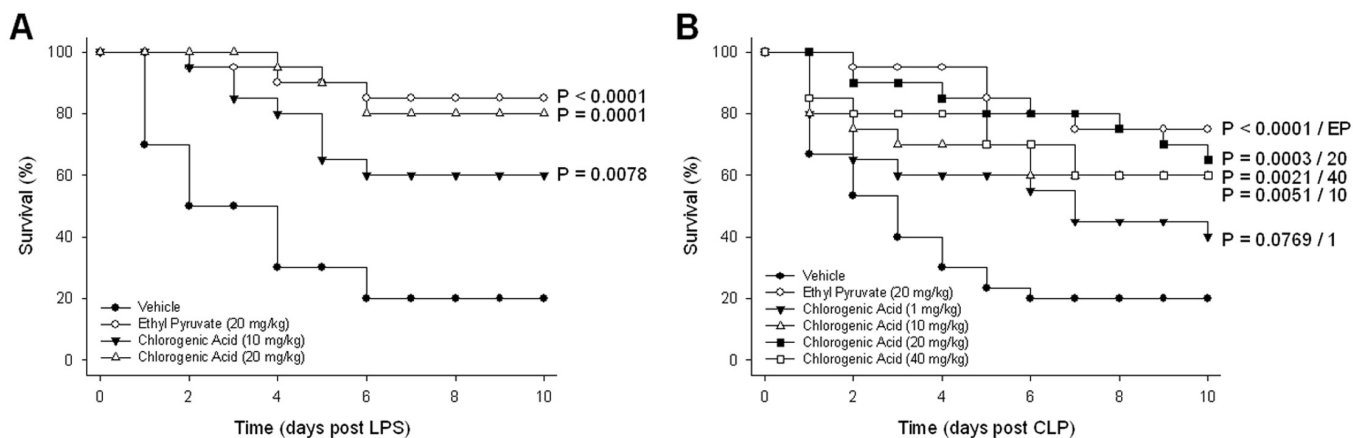 A
Survival (%)
100
80
60
40
20
0
P < 0.0001
P = 0.0001
P = 0.0078
Vehicle
Ethyl Pyruvate (20 mg/kg)
Chlorogenic Acid (10 mg/kg)
Chlorogenic Acid (20 mg/kg)
0 2 4 6 8 10
Time (days post LPS)
B
Survival (%)
100
80
60
40
20
0
P < 0.0001 / EP
P = 0.0003 / 20
P = 0.0021 / 40
P = 0.0051 / 10
P = 0.0769 / 1
Vehicle
Ethyl Pyruvate (20 mg/kg)
Chlorogenic Acid (1 mg/kg)
Chlorogenic Acid (10 mg/kg)
Chlorogenic Acid (20 mg/kg)
Chlorogenic Acid (40 mg/kg)
0 2 4 6 8 10
Time (days post CLP)